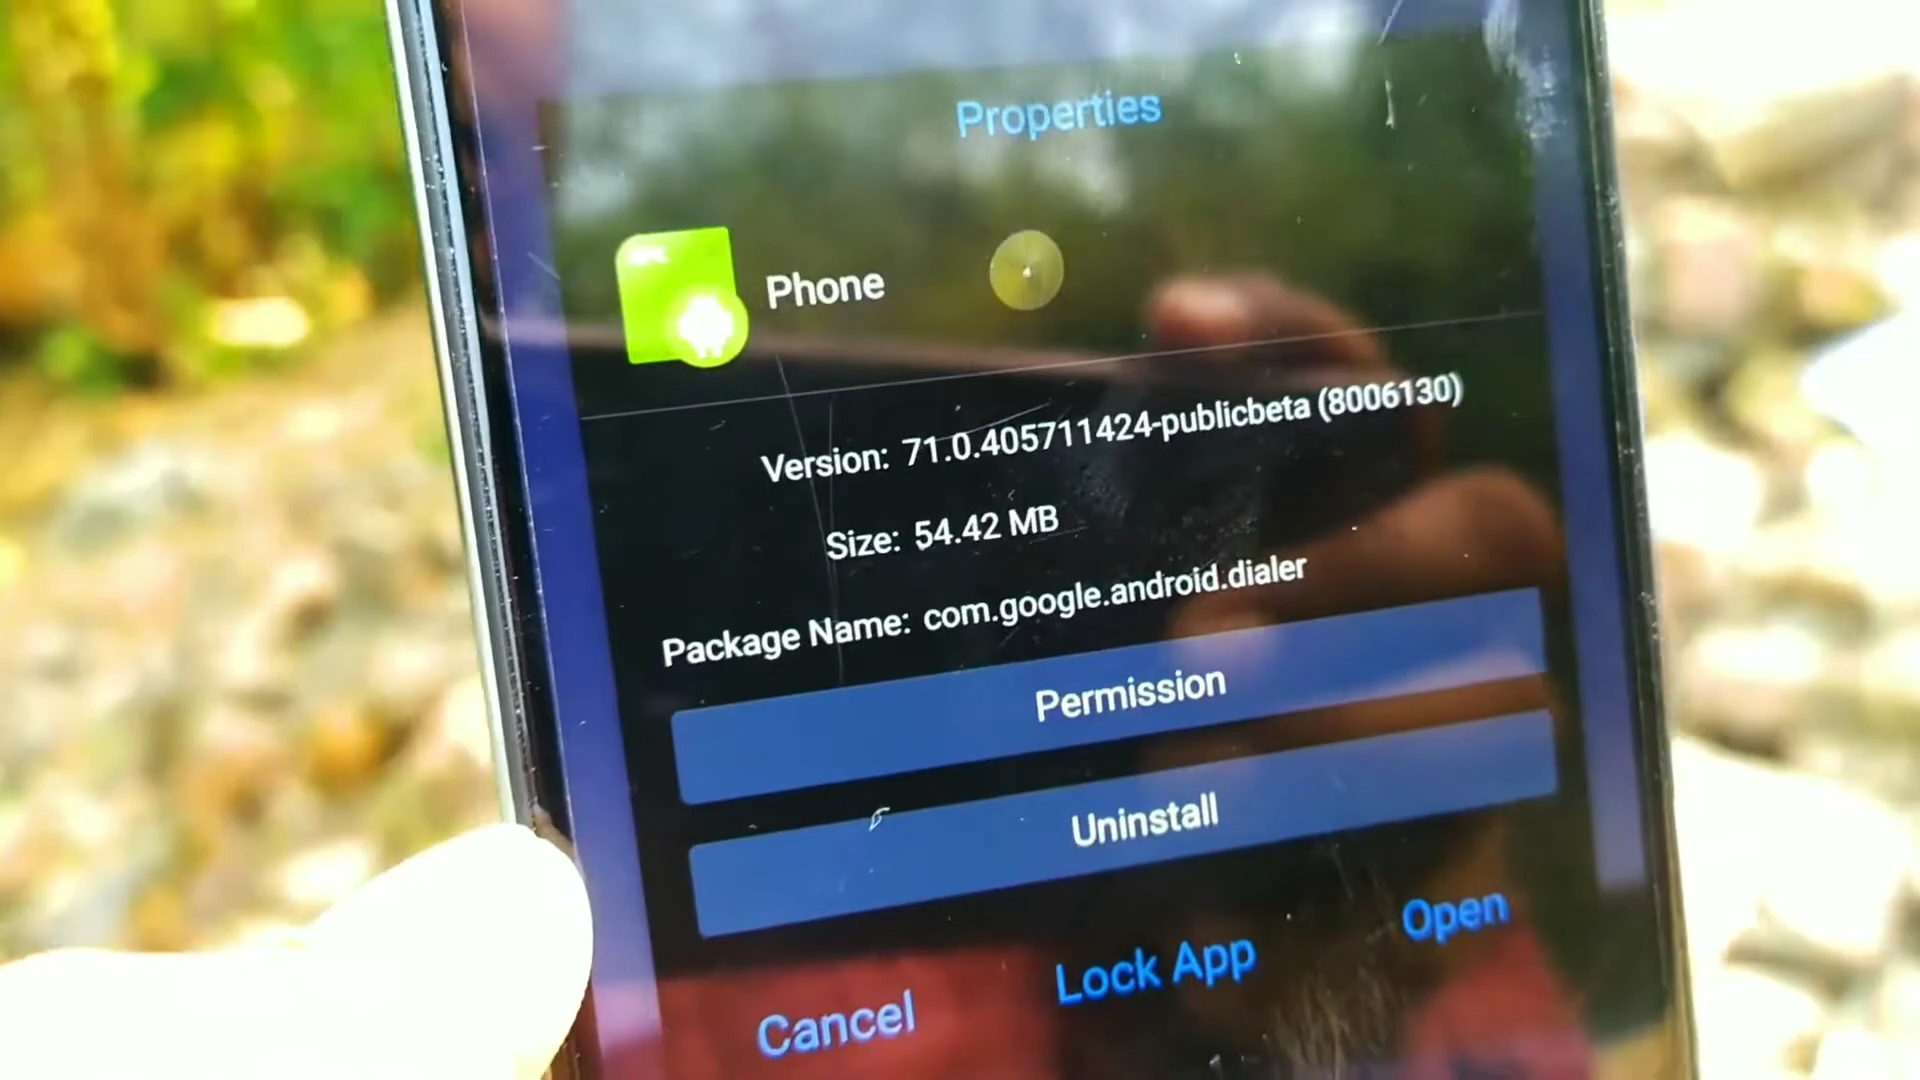 Properties
Phone
Version: 71.0.405711424-publicbeta (8006130)
Size: 54.42 MB
Package Name: com.google.android.dialer
Permission
Uninstall
Cancel
Lock App
Open